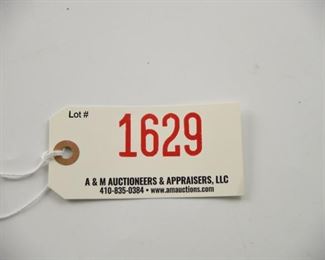 Lot #
1629
A & M AUCTIONEERS & APPRAISERS, LLC
410-835-0384 • www.amauctions.com